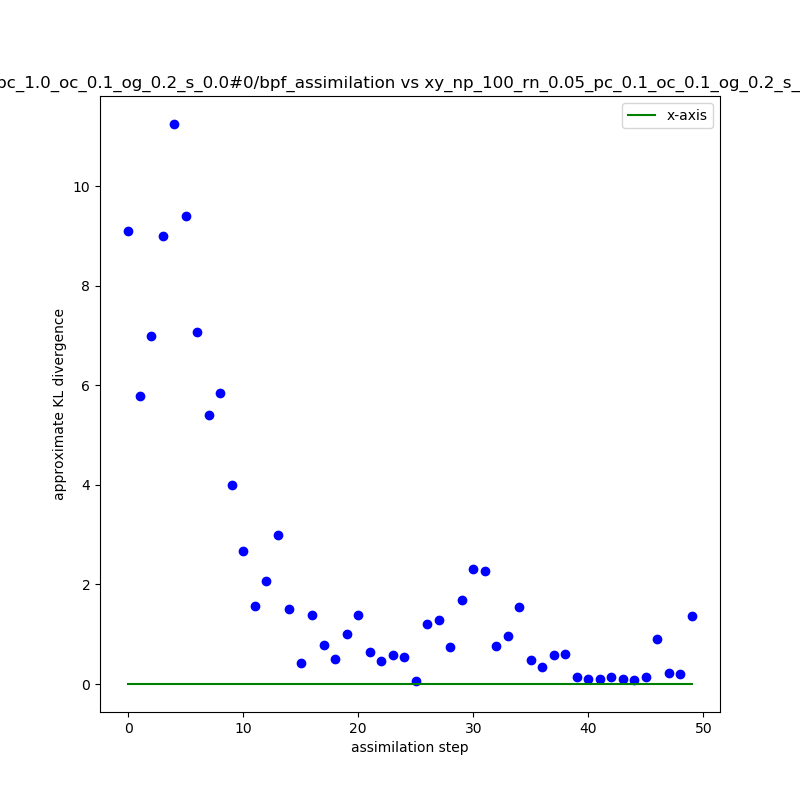 pc_1.0_oc_0.1_og_0.2_s_0.0#0/bpf_assimilation vs xy_np_100_rn_0.05_pc_0.1_oc_0.1_og_0.2_s_
x-axis
approximate KL divergence
10
8
6
4
2
0
0 10 20 30 40 50
assimilation step